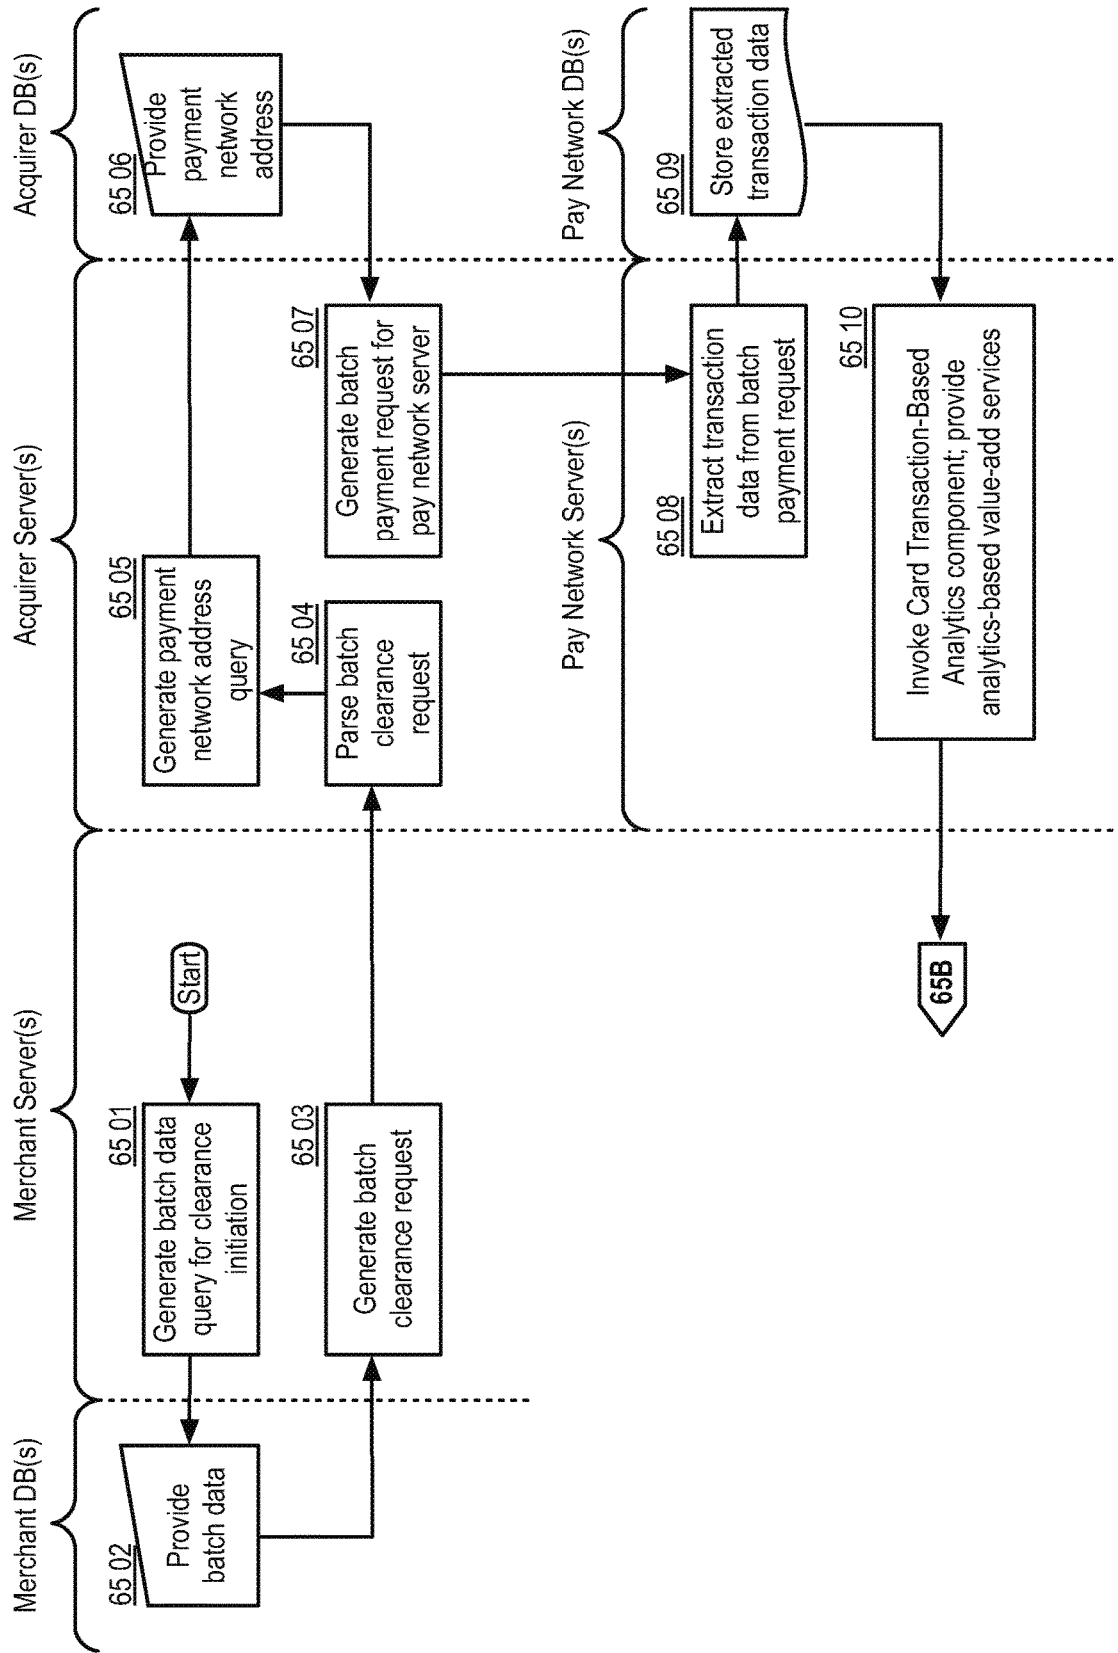 Merchant DB(s)
Merchant Server(s)
Acquirer Server(s)
Acquirer DB(s)
Start
65 01
Generate batch data
query for clearance
initiation
65 02
Provide
batch data
65 03
Generate batch
clearance request
65 04
Parse batch
clearance
request
65 05
Generate payment
network address
query
65 06
Provide
payment
network
address
65 07
Generate batch
payment request for
pay network server
Pay Network Server(s)
Pay Network DB(s)
65 08
Extract transaction
data from batch
payment request
65 09
Store extracted
transaction data
65 10
Invoke Card Transaction-Based
Analytics component; provide
analytics-based value-add services
65B